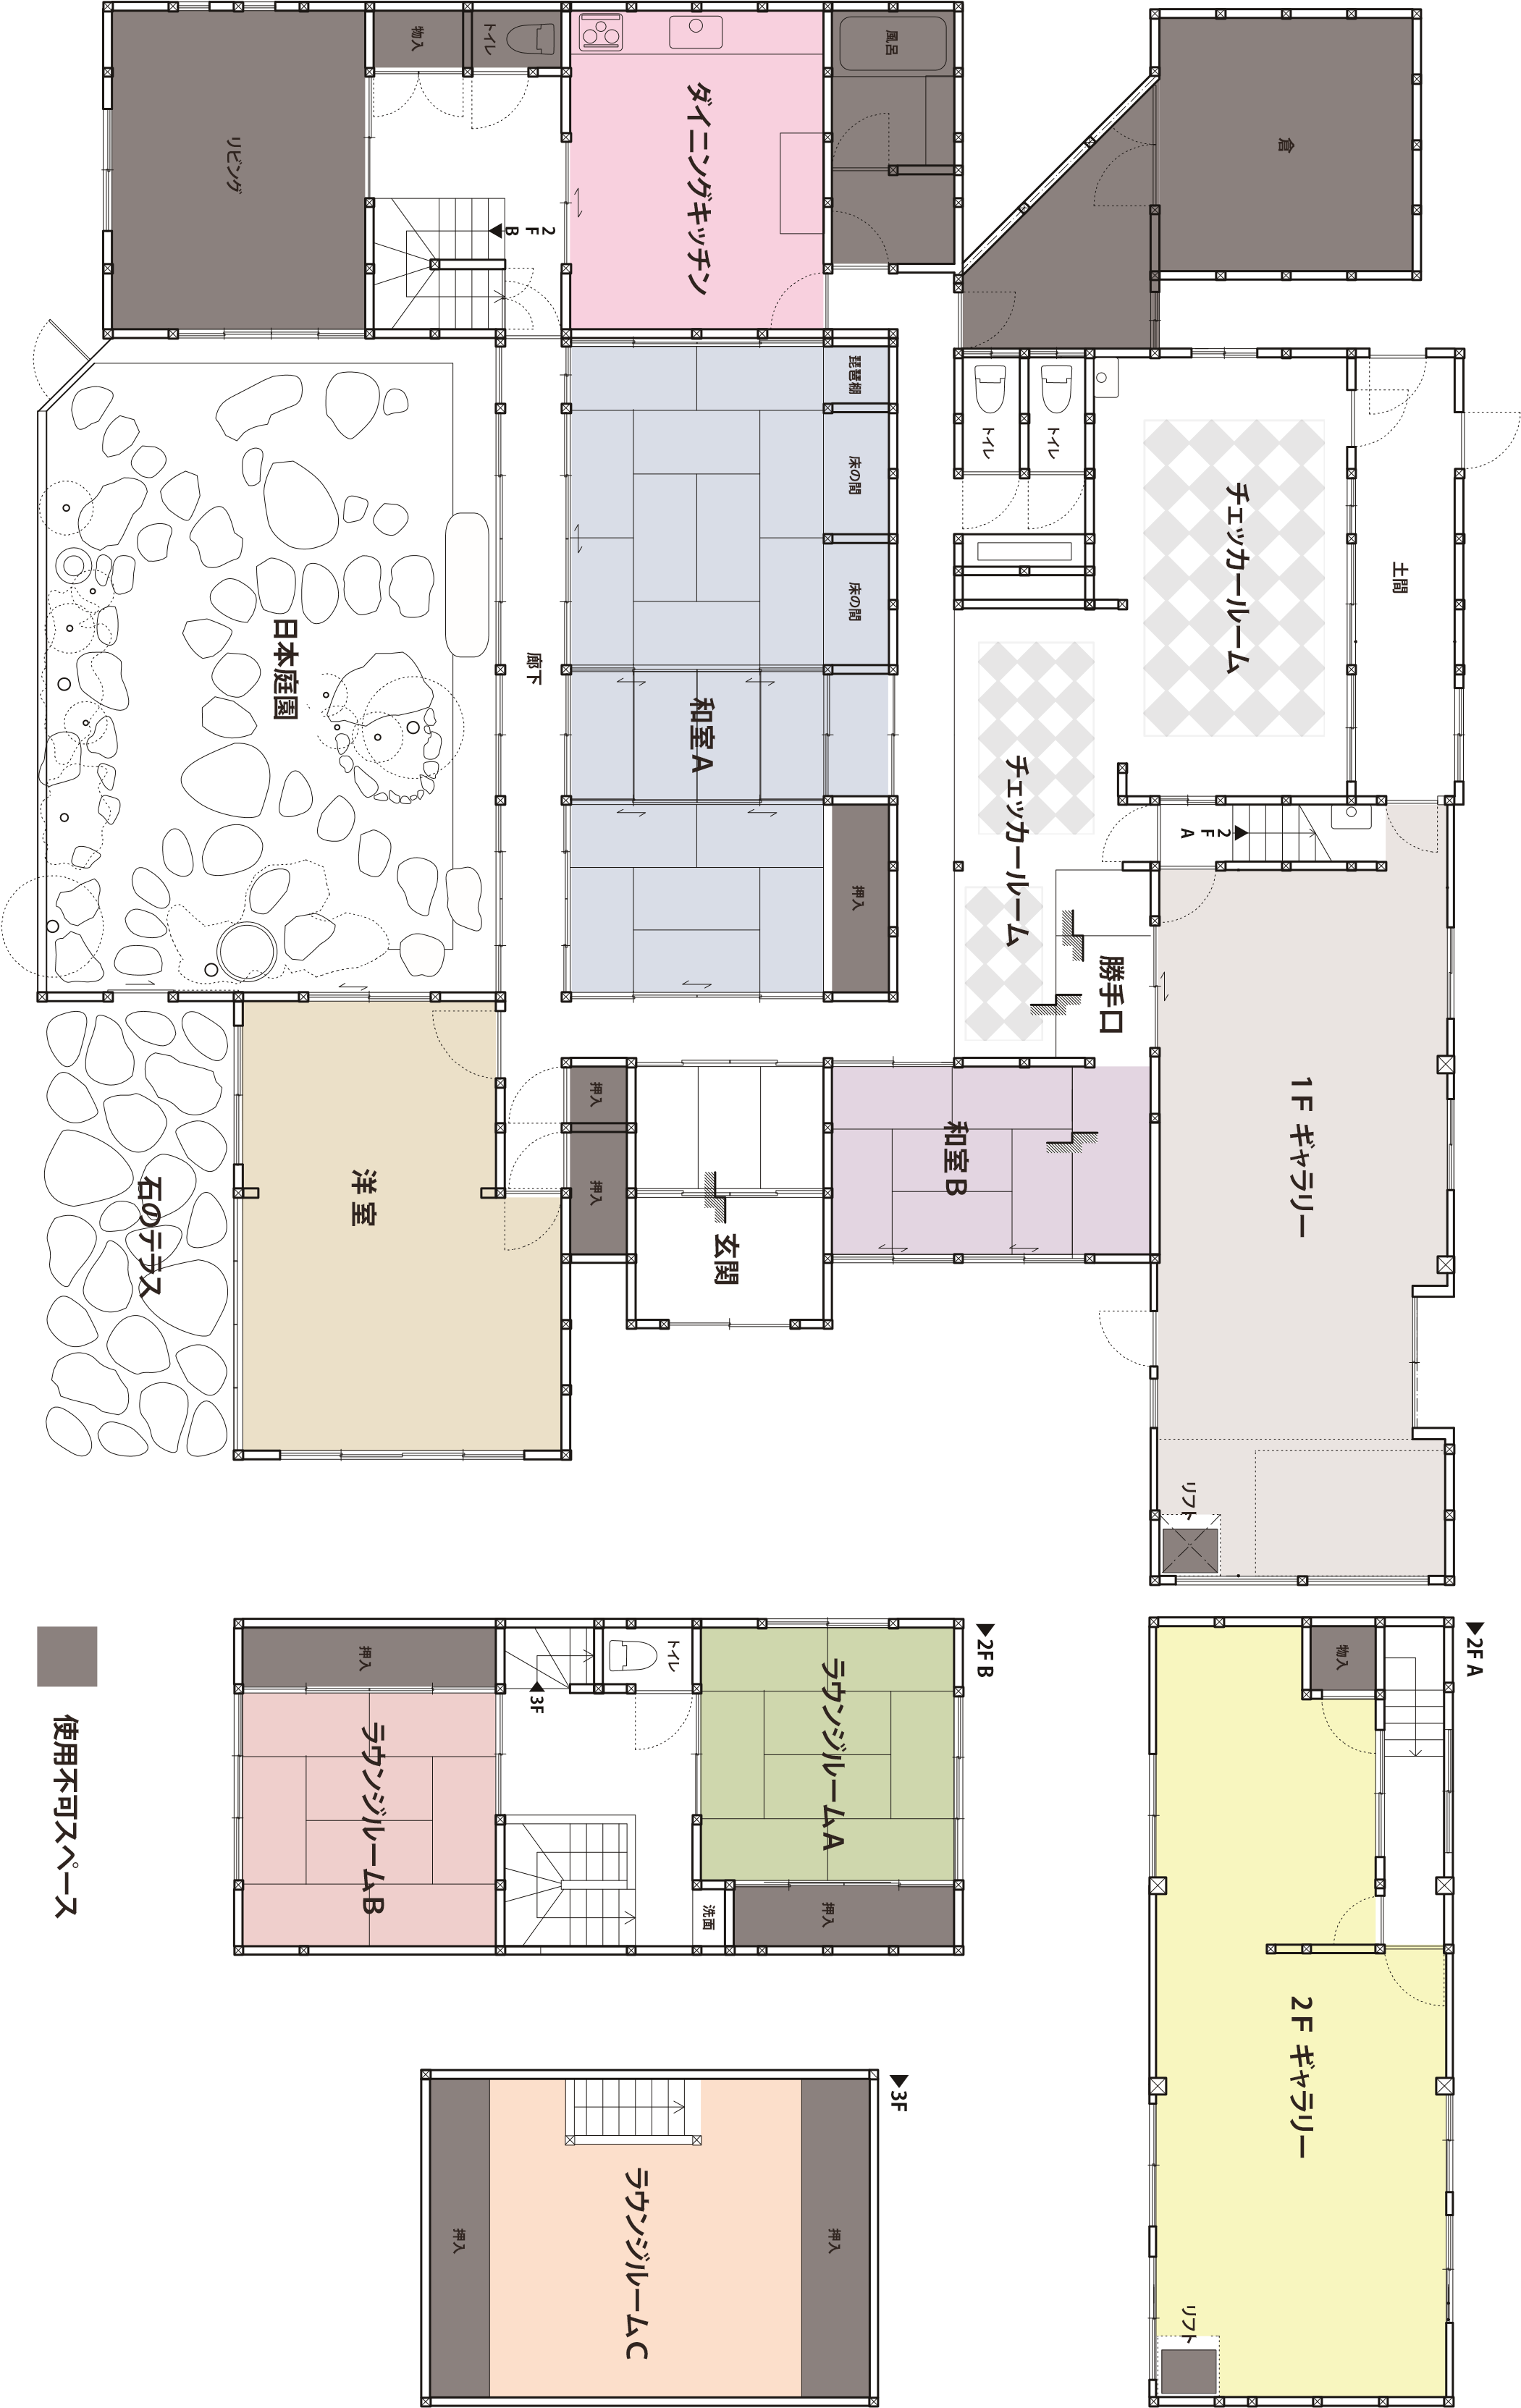 倉
土間
チェッカールーム
トイレ
トイレ
チェッカールーム
2F
A
勝手口
1F ギャラリー
リフト
風呂
ダイニングキッチン
トイレ
物入
リビング
2F
B
琵琶棚
床の間
床の間
和室A
押入
廊下
日本庭園
和室B
玄関
押入
押入
洋室
石のテラス
2F A
物入
2F ギャラリー
リフト
2F B
ラウンジルームA
トイレ
押入
3F
ラウンジルームB
洗面
押入
3F
押入
ラウンジルームC
押入
使用不可スペース